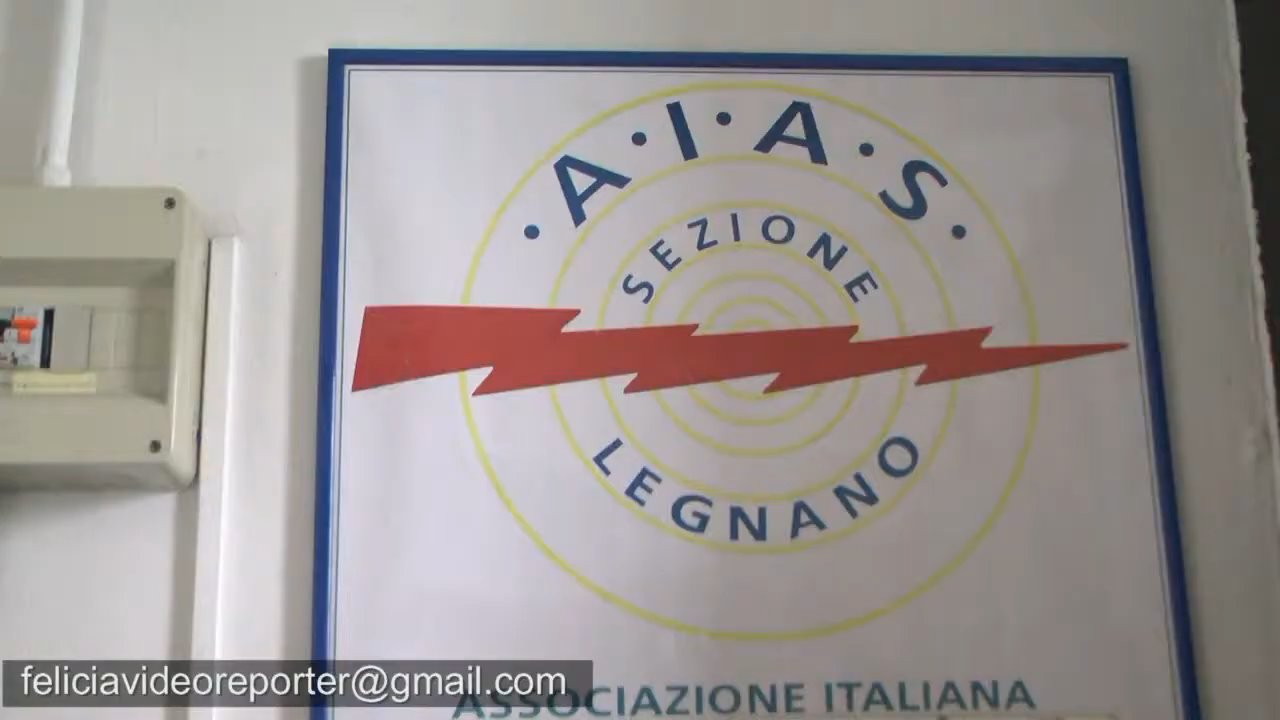 ·A·I·A·S·
SEZIONE
LEGNANO
ASSOCIAZIONE ITALIANA
feliciavideoreporter@gmail.com